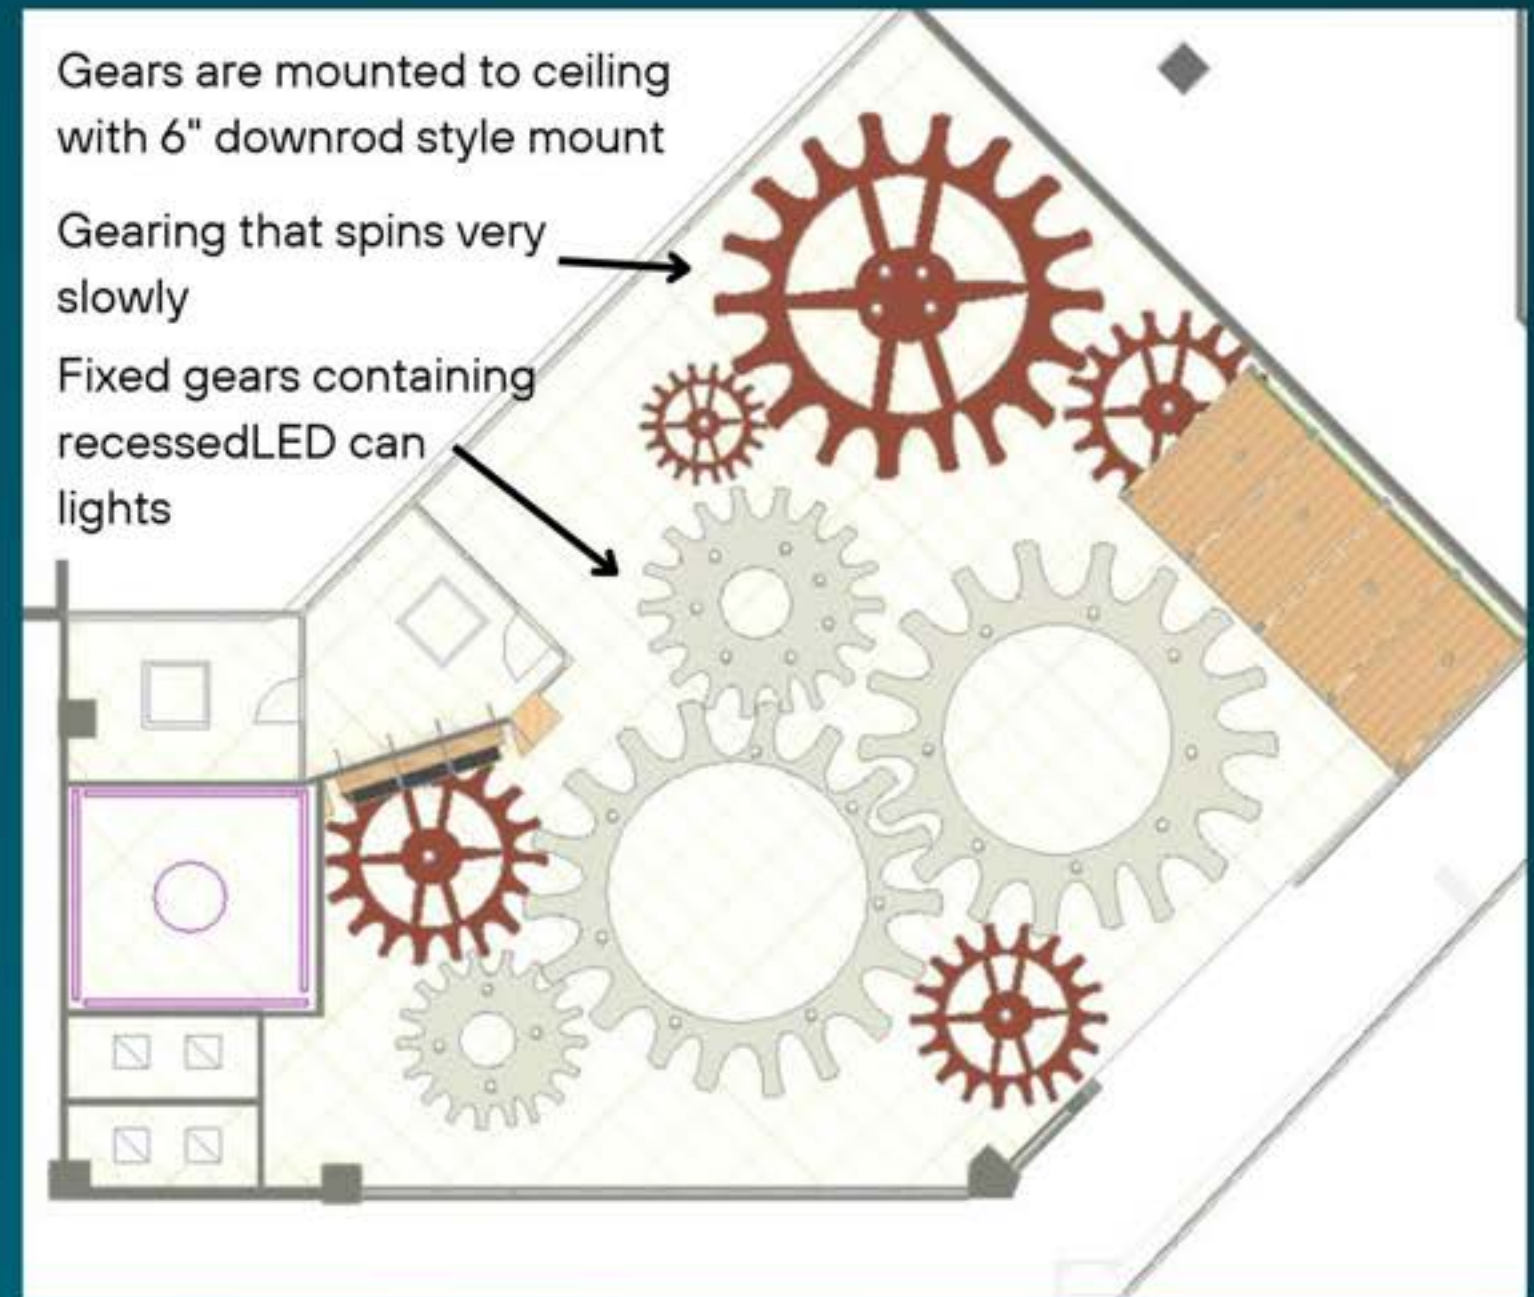 Gears are mounted to ceiling
with 6" downrod style mount
Gearing that spins very
slowly
Fixed gears containing
recessedLED can
lights